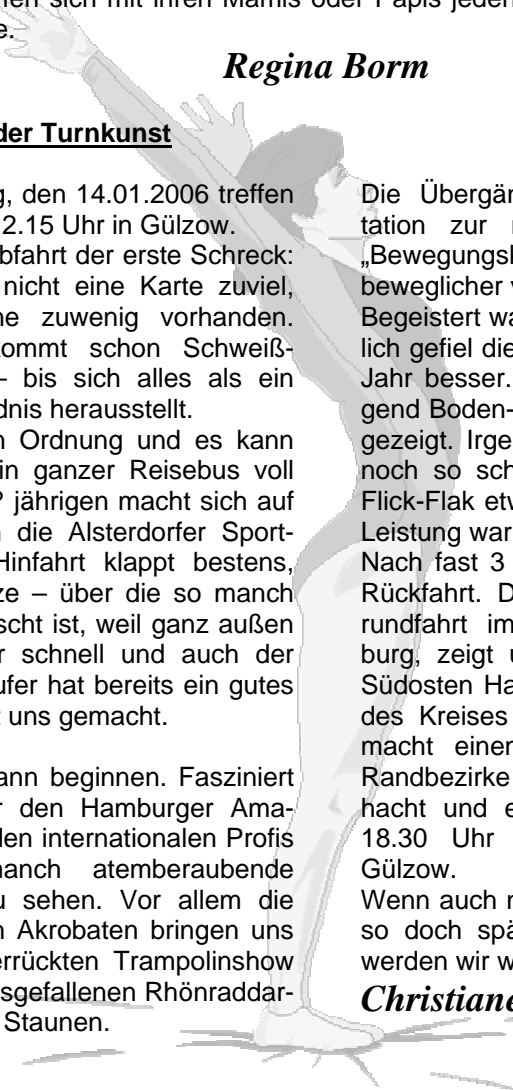 fen sich mit ihren Mamis oder Papis jeden
e.
Regina Borm
der Turnkunst
g, den 14.01.2006 treffen
2.15 Uhr in Gülzow.
bfahrt der erste Schreck:
nicht eine Karte zuviel,
ne zuwenig vorhanden.
kommt schon Schweiß-
– bis sich alles als ein
dnis herausstellt.
n Ordnung und es kann
in ganzer Reisebus voll
? jährigen macht sich auf
n die Alsterdorfer Sport-
Hinfahrt klappt bestens,
ze – über die so manch
scht ist, weil ganz außen
r schnell und auch der
ufer hat bereits ein gutes
t uns gemacht.
ann beginnen. Fasziniert
r den Hamburger Ama-
den internationalen Profis
manch atemberaubende
u sehen. Vor allem die
n Akrobaten bringen uns
errückten Trampolinshow
sgefallenen Rhönraddar-
Staunen.
Die Übergän
tation zur
„Bewegungsk
beweglicher v
Begeistert wa
lich gefiel die
Jahr besser.
gend Boden-
gezeigt. Irge
noch so sch
Flick-Flak etw
Leistung war
Nach fast 3
Rückfahrt. D
rundfahrt im
burg, zeigt u
Südosten Ha
des Kreises
macht einen
Randbezirke
hacht und e
18.30 Uhr
Gülzow.
Wenn auch n
so doch spä
werden wir w
Christiane